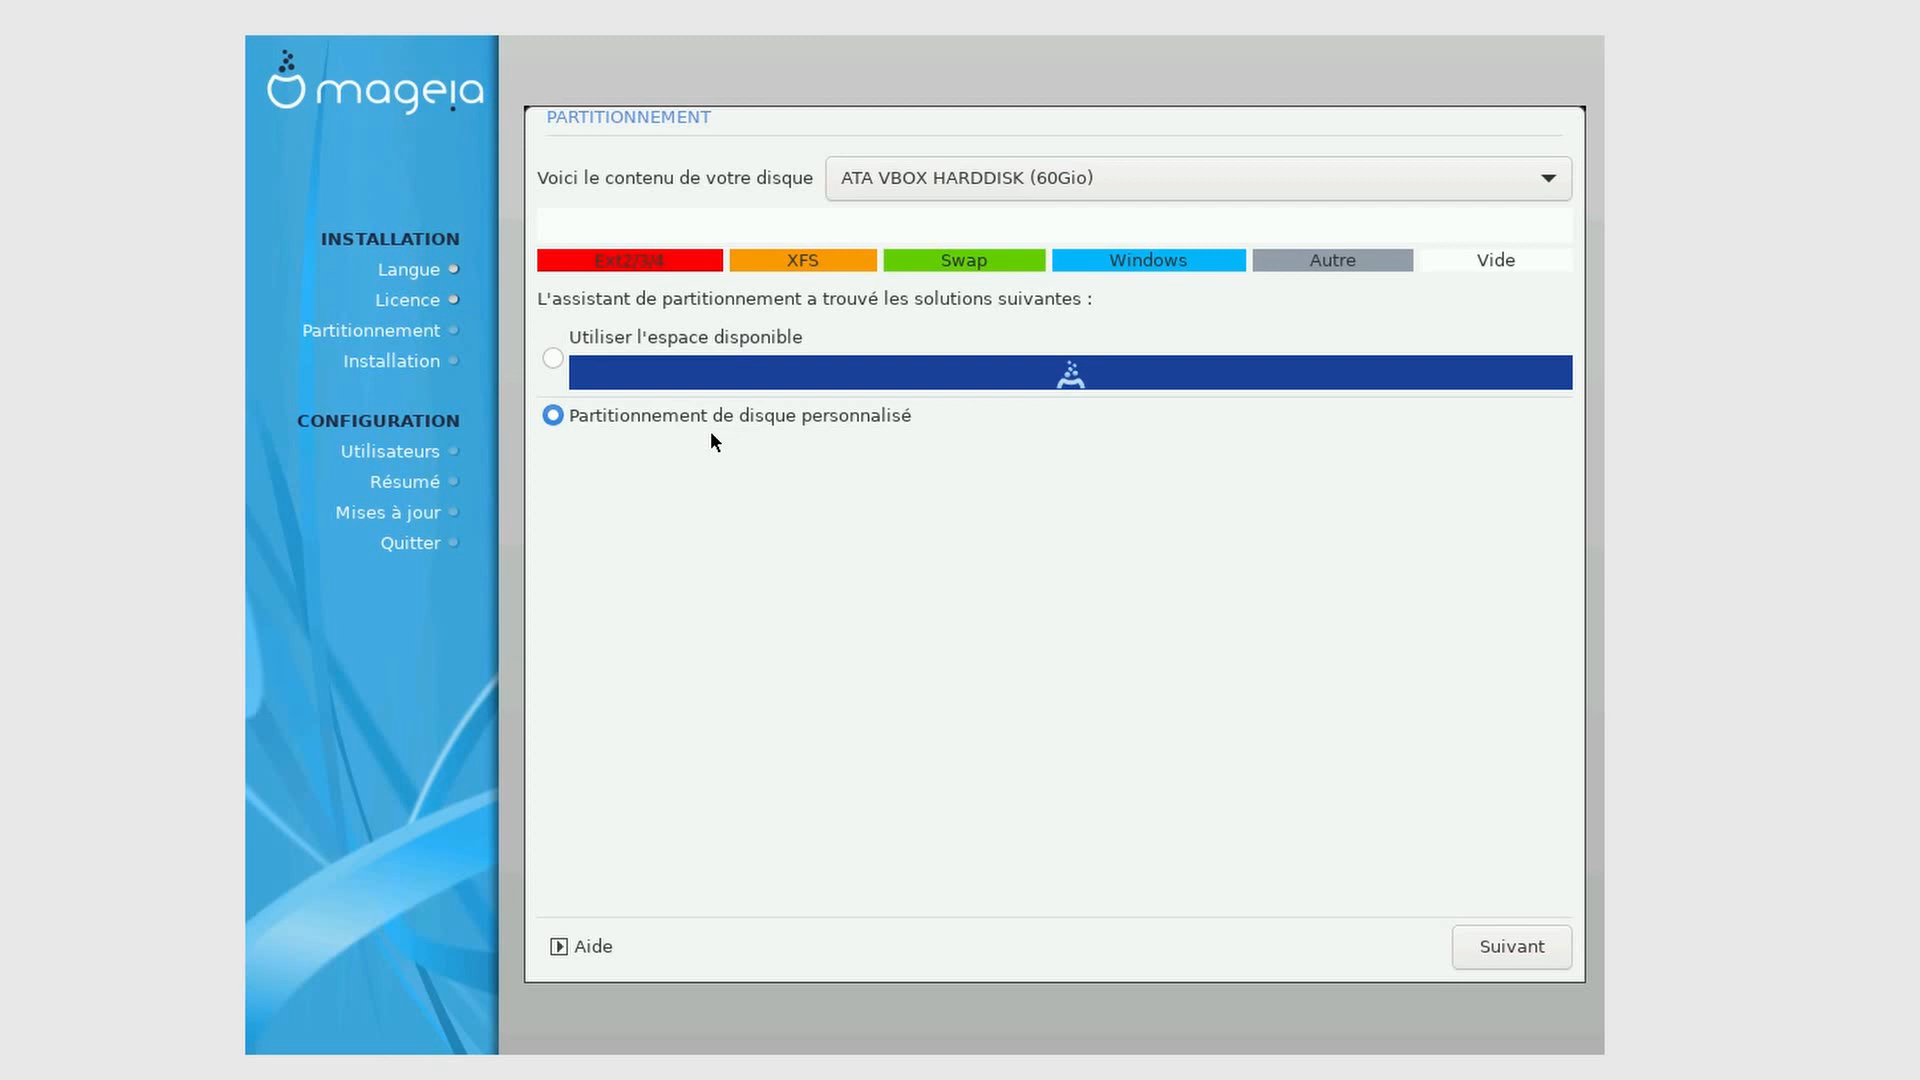 mageia
INSTALLATION
Langue
Licence
Partitionnement
Installation
CONFIGURATION
Utilisateurs
Résumé
Mises à jour
Quitter
PARTITIONNEMENT
Voici le contenu de votre disque ATA VBOX HARDDISK (60Gio)
Ext2/3/4 XFS Swap Windows Autre Vide
L'assistant de partitionnement a trouvé les solutions suivantes :
Utiliser l'espace disponible
Partitionnement de disque personnalisé
Aide Suivant